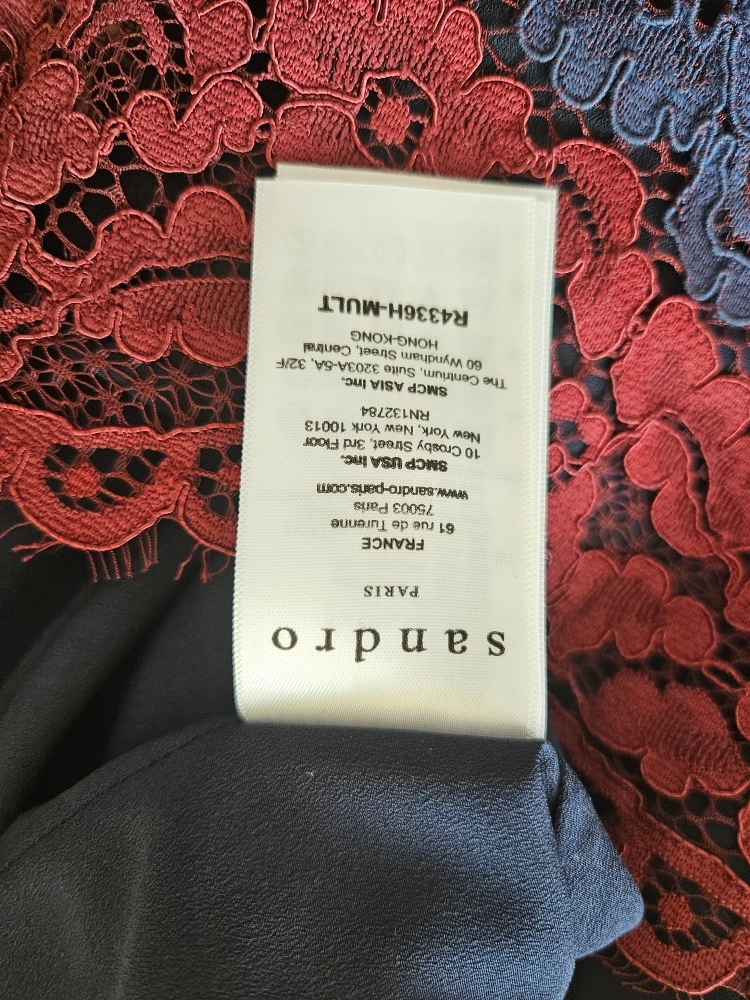 sandro
PARIS
FRANCE
61 rue de Turenne
75003 Paris
www.sandro-paris.com
SMCP USA Inc.
10 Crosby Street, 3rd Floor
New York, New York 10013
RN132784
SMCP ASIA Inc.
The Centrium, Suite 3203A-5A, 32/F
60 Wyndham Street, Central
HONG-KONG
R4336H-MULT